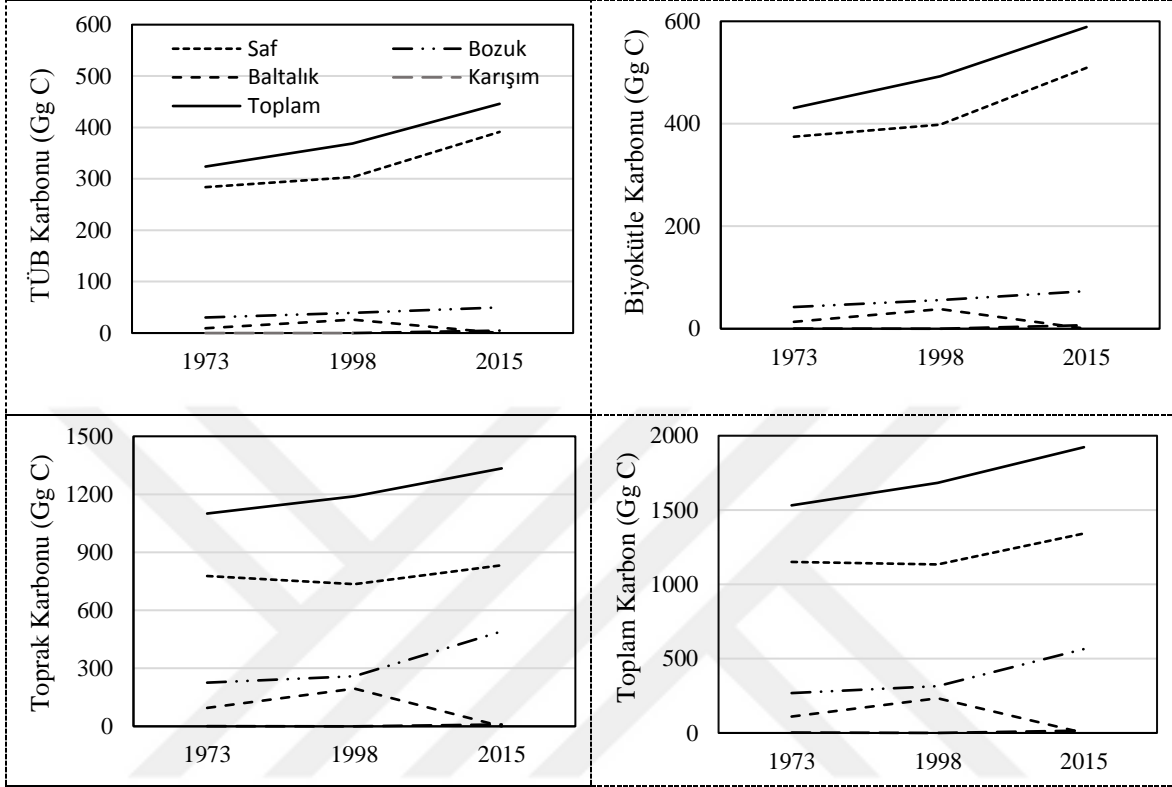 TÜB Karbonu (Gg C)
600
500
400
300
200
100
0
Saf
Bozuk
Baltalık
Karışım
Toplam
1973 1998 2015
Biyokütle Karbonu (Gg C)
600
400
200
0
1973 1998 2015
Toprak Karbonu (Gg C)
1500
1200
900
600
300
0
1973 1998 2015
Toplam Karbon (Gg C)
2000
1500
1000
500
0
1973 1998 2015